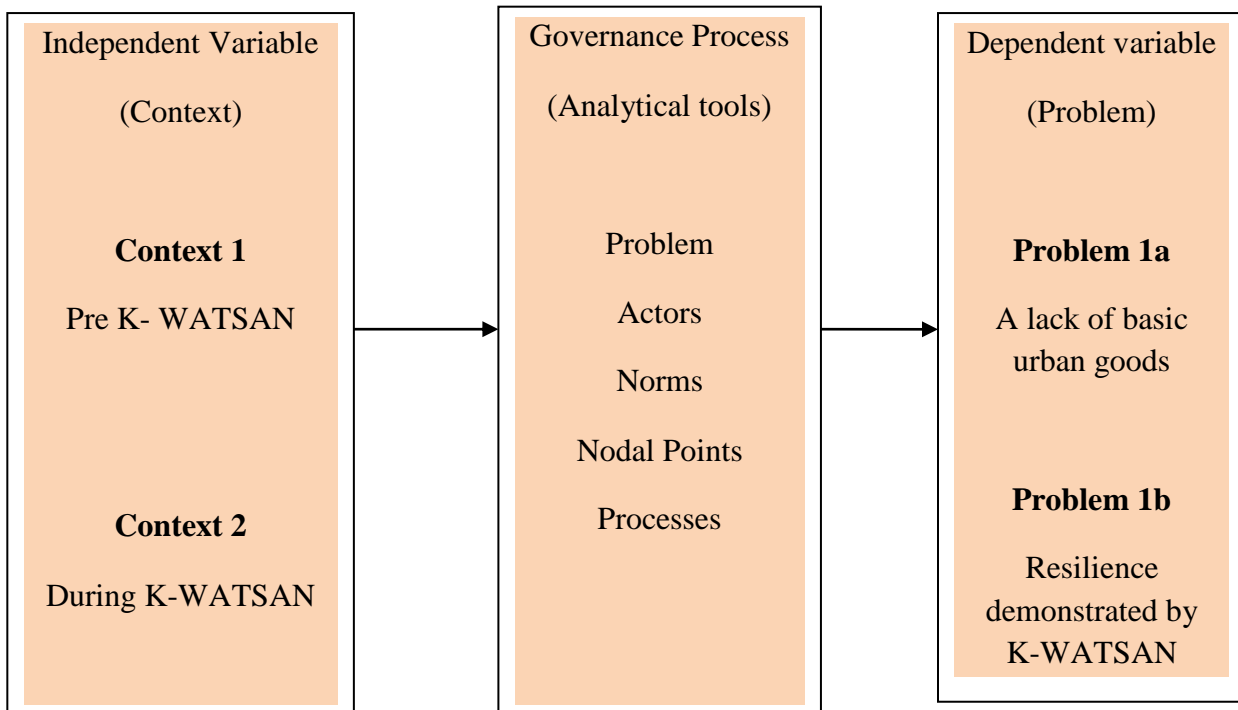 Independent Variable
(Context)
Context 1
Pre K- WATSAN
Context 2
During K-WATSAN
Governance Process
(Analytical tools)
Problem
Actors
Norms
Nodal Points
Processes
Dependent variable
(Problem)
Problem 1a
A lack of basic
urban goods
Problem 1b
Resilience
demonstrated by
K-WATSAN